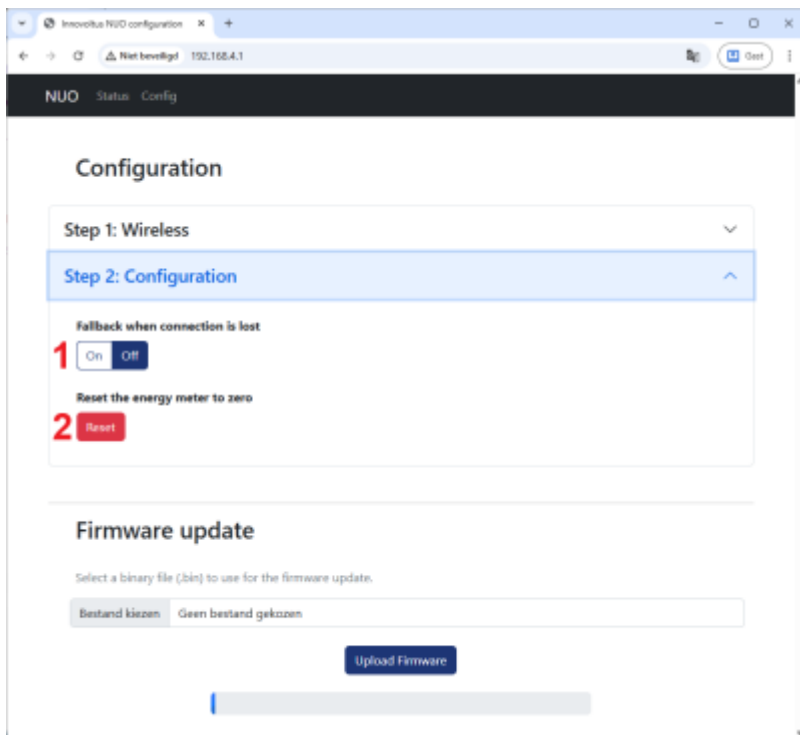 Innovoltus NUO configuration
Niet beveiligd 192.168.4.1
Gast
NUO Status Config
Configuration
Step 1: Wireless
Step 2: Configuration
Fallback when connection is lost
1 On Off
Reset the energy meter to zero
2 Reset
Firmware update
Select a binary file (.bin) to use for the firmware update.
Bestand kiezen Geen bestand gekozen
Upload Firmware